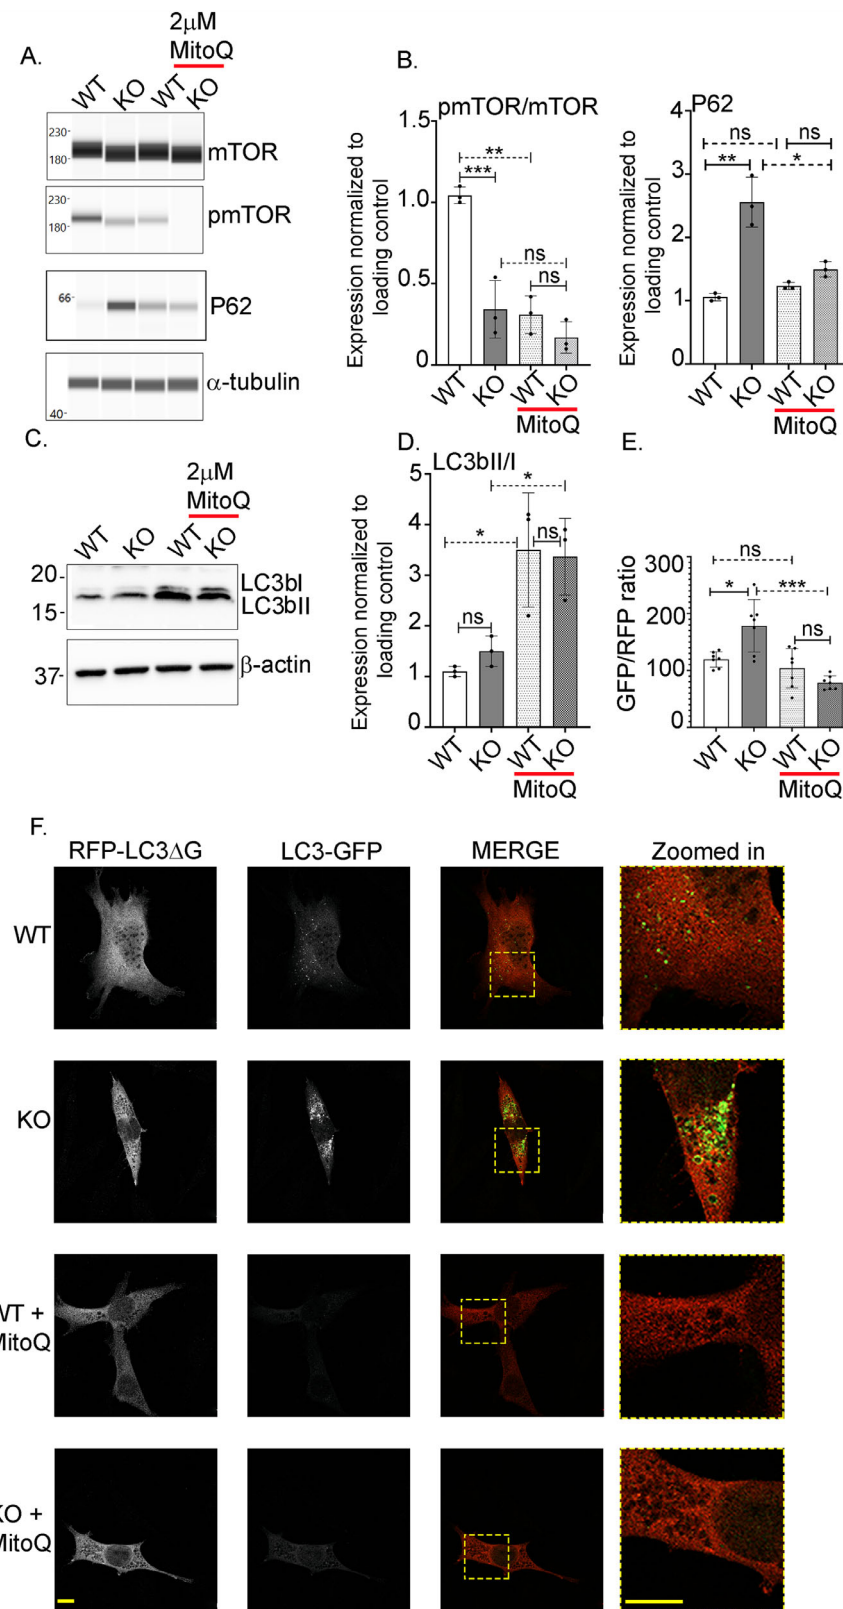 A.
2μM
MitoQ
WT KO WT KO
230-
180-
mTOR
230-
180-
pmTOR
66-
P62
α-tubulin
40-
B.
pmTOR/mTOR
Expression normalized to
loading control
1.5
1.0
0.5
0
**
***
ns
ns
WT KO WT KO
MitoQ
P62
Expression normalized to
loading control
4
3
2
1
0
ns ns
** *
WT KO WT KO
MitoQ
C.
2μM
MitoQ
WT KO WT KO
20-
15-
LC3bI
LC3bII
37-
β-actin
D.
LC3bII/I
Expression normalized to
loading control
5
4
3
2
1
0
*
*
ns
ns
WT KO WT KO
MitoQ
E.
GFP/RFP ratio
300
200
100
0
ns
* ***
ns
WT KO WT KO
MitoQ
F.
RFP-LC3ΔG LC3-GFP MERGE Zoomed in
WT
KO
WT +
MitoQ
KO +
MitoQ